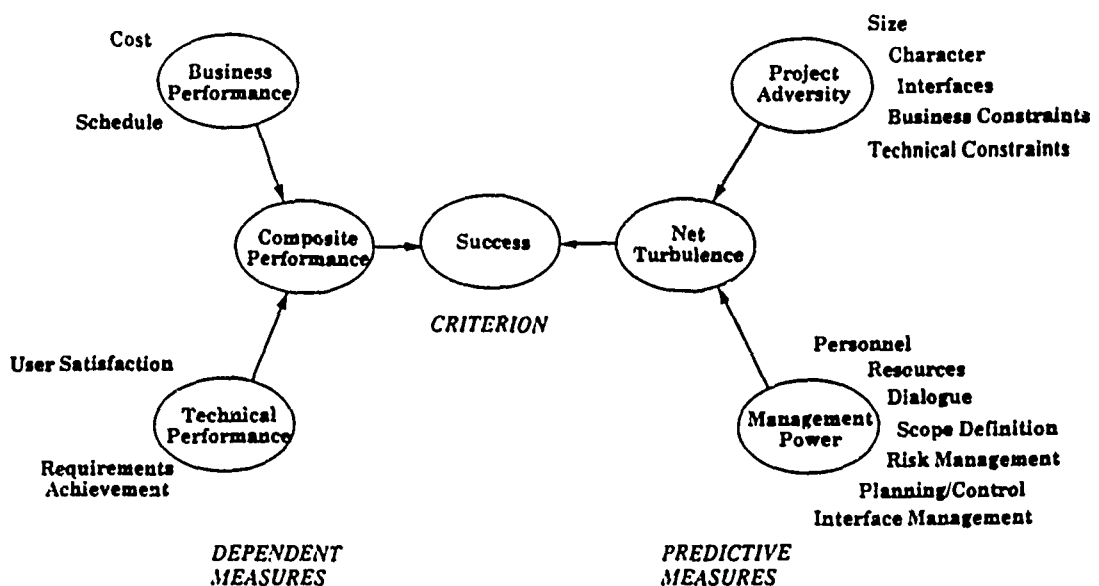 Cost
Business
Performance
Schedule
Size
Character
Project
Adversity
Interfaces
Business Constraints
Technical Constraints
Composite
Performance
Success
Net
Turbulence
CRITERION
User Satisfaction
Technical
Performance
Requirements
Achievement
Personnel
Resources
Dialogue
Management
Power
Scope Definition
Risk Management
Planning/Control
Interface Management
DEPENDENT
MEASURES
PREDICTIVE
MEASURES